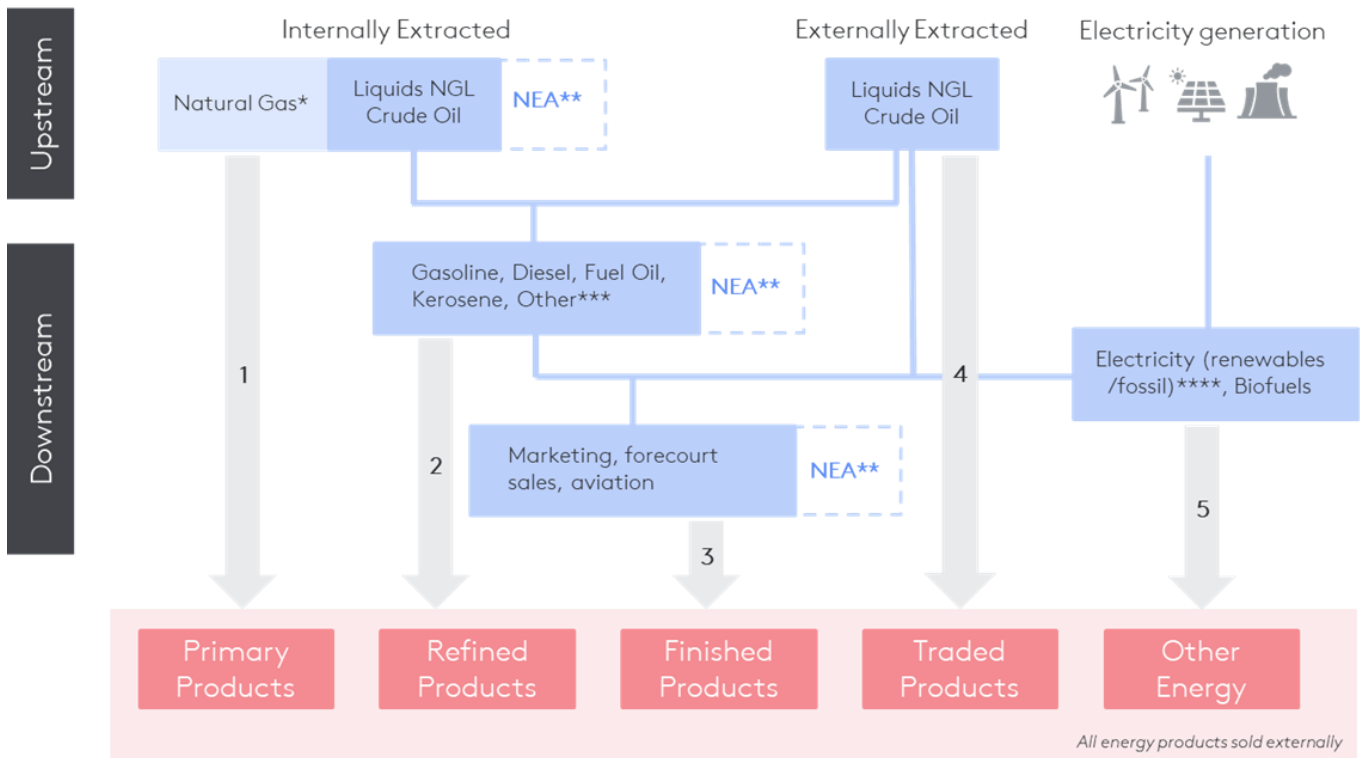 Upstream
Internally Extracted
Externally Extracted
Electricity generation
Natural Gas*
Liquids NGL
Crude Oil
NEA**
Liquids NGL
Crude Oil
Downstream
Gasoline, Diesel, Fuel Oil,
Kerosene, Other***
NEA**
Electricity (renewables
/fossil)****, Biofuels
1
4
Marketing, forecourt
sales, aviation
NEA**
2
5
3
Primary
Products
Refined
Products
Finished
Products
Traded
Products
Other
Energy
All energy products sold externally